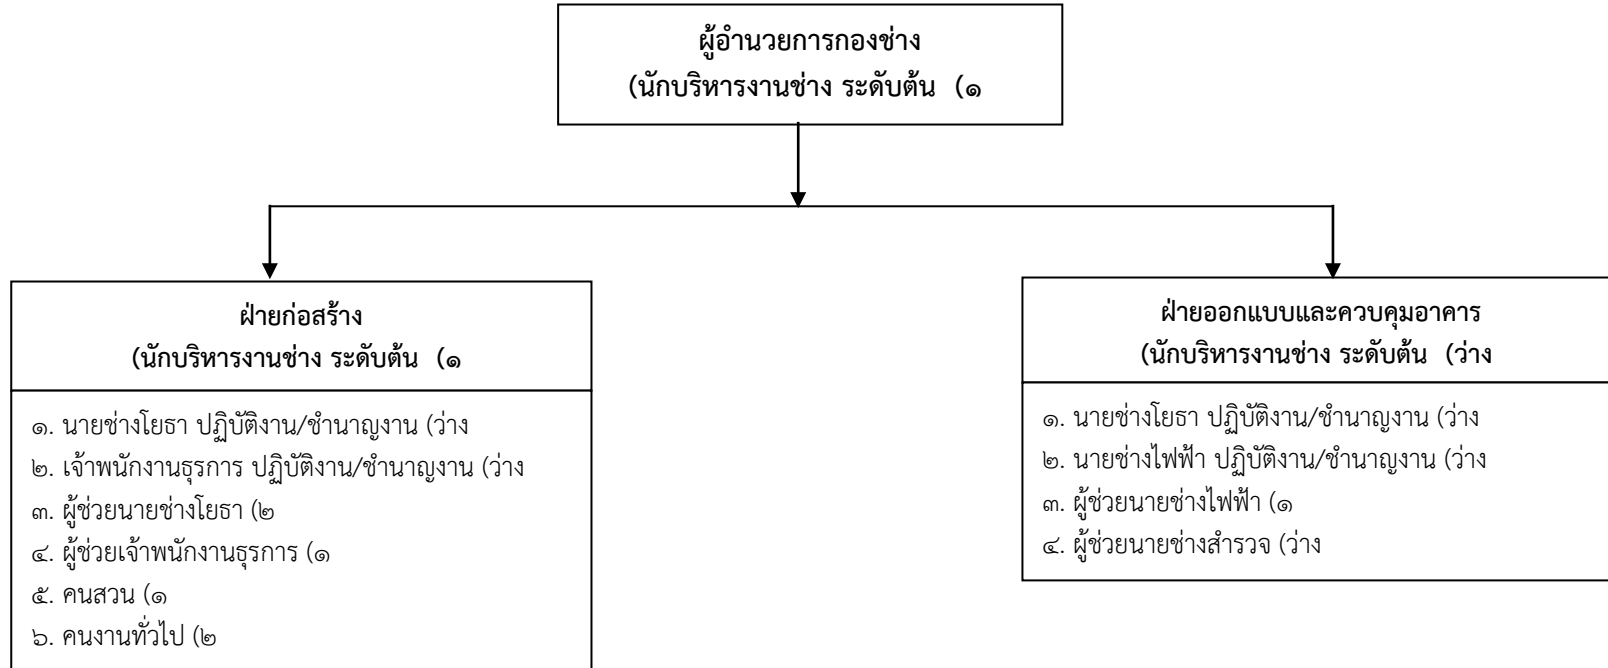 ผู้อำนวยการกองช่าง
(นักบริหารงานช่าง ระดับต้น (๑
ฝ่ายก่อสร้าง
(นักบริหารงานช่าง ระดับต้น (๑
๑. นายช่างโยธา ปฏิบัติงาน/ชำนาญงาน (ว่าง
๒. เจ้าพนักงานธุรการ ปฏิบัติงาน/ชำนาญงาน (ว่าง
๓. ผู้ช่วยนายช่างโยธา (๒
๔. ผู้ช่วยเจ้าพนักงานธุรการ (๑
๕. คนสวน (๑
๖. คนงานทั่วไป (๒
ฝ่ายออกแบบและควบคุมอาคาร
(นักบริหารงานช่าง ระดับต้น (ว่าง
๑. นายช่างโยธา ปฏิบัติงาน/ชำนาญงาน (ว่าง
๒. นายช่างไฟฟ้า ปฏิบัติงาน/ชำนาญงาน (ว่าง
๓. ผู้ช่วยนายช่างไฟฟ้า (๑
๔. ผู้ช่วยนายช่างสำรวจ (ว่าง